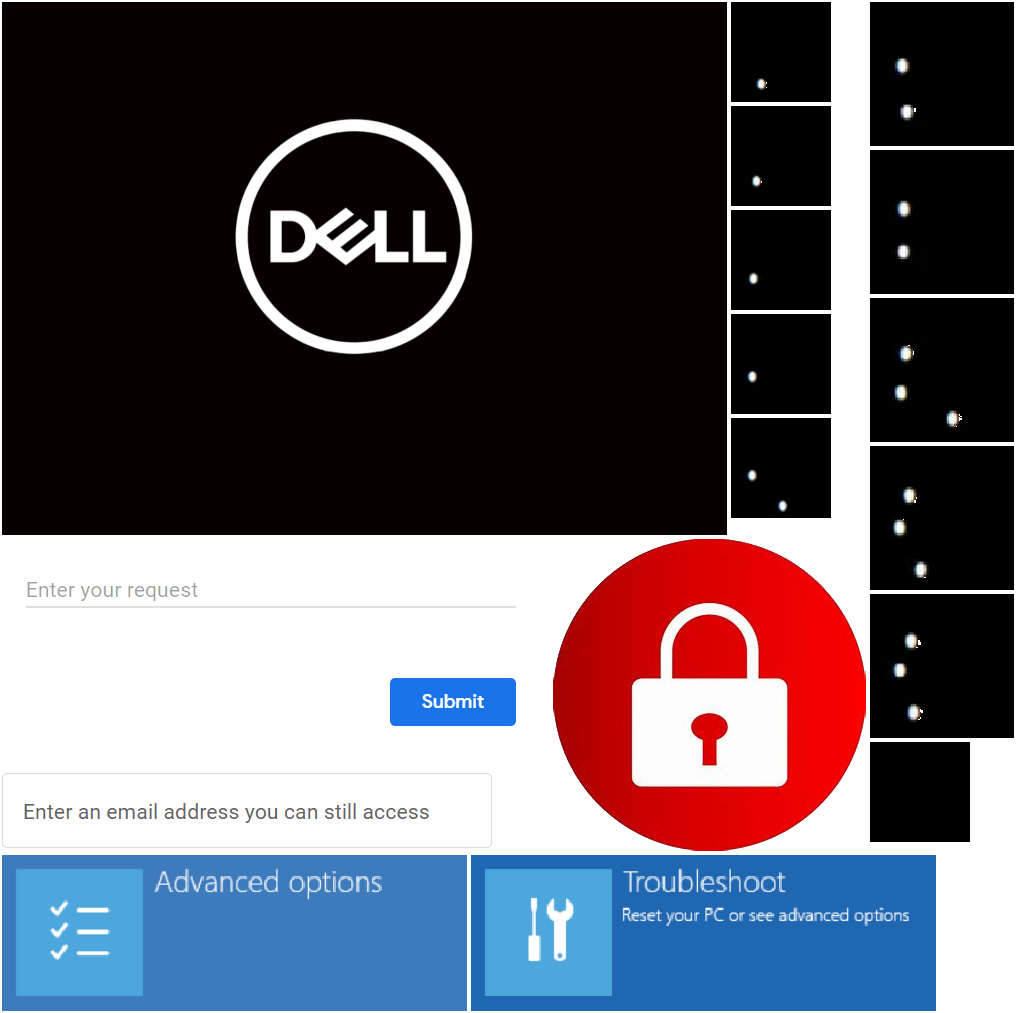 DELL
Enter your request
Submit
Enter an email address you can still access
Advanced options
Troubleshoot
Reset your PC or see advanced options